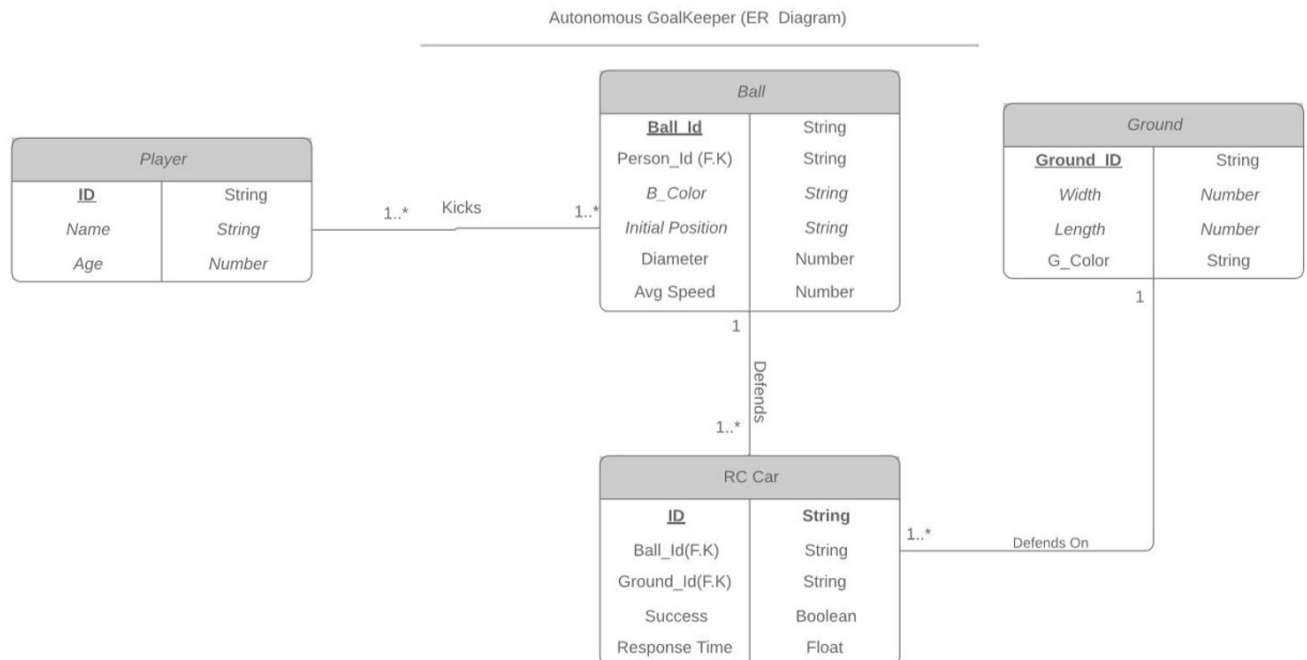 Autonomous GoalKeeper (ER Diagram)
Player
ID String
Name String
Age Number
1..* Kicks 1..*
Ball
Ball_Id String
Person_Id (F.K) String
B_Color String
Initial Position String
Diameter Number
Avg Speed Number
Ground
Ground_ID String
Width Number
Length Number
G_Color String
1
Defends
1..*
1
RC Car
ID String
Ball_Id(F.K) String
Ground_Id(F.K) String
Success Boolean
Response Time Float
1..* Defends On